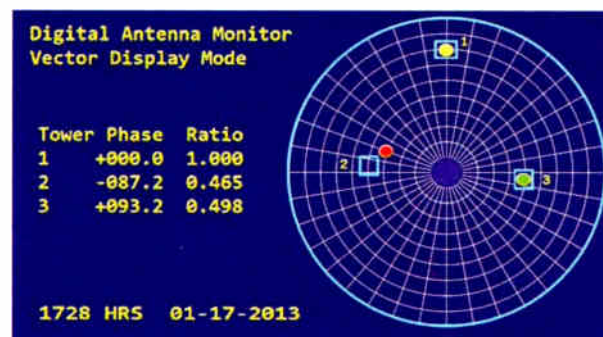 Digital Antenna Monitor
Vector Display Mode
Tower Phase Ratio
1 +000.0 1.000
2 -087.2 0.465
3 +093.2 0.498
1728 HRS 01-17-2013
1
2
3